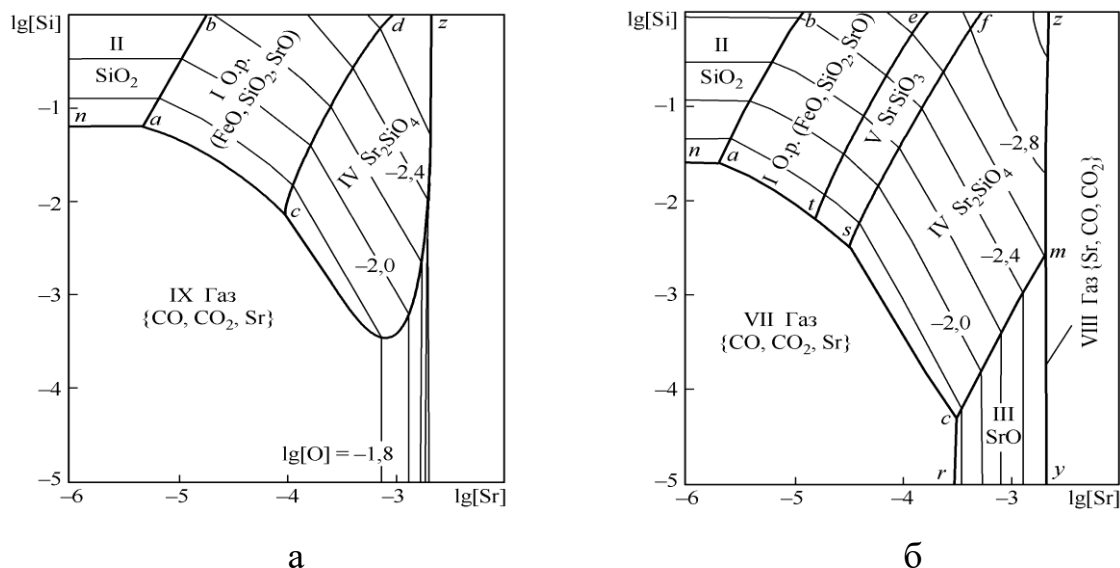 lg[Si]
b
d
z
II
SiO₂
I О.р.
(FeO, SiO₂, SrO)
–1
n
a
IV Sr₂SiO₄
–2,4
–2
c
–2,0
–3
IX Газ
{CO, CO₂, Sr}
–4
lg[O] = –1,8
–5
–6
–5
–4
–3
lg[Sr]
а
lg[Si]
b
e
f
z
II
SiO₂
I О.р. (FeO, SiO₂, SrO)
V SrSiO₃
–1
–2,8
n
a
IV Sr₂SiO₄
–2
t
s
–2,4
m
–3
VII Газ
{CO, CO₂, Sr}
–2,0
VIII Газ {Sr, CO, CO₂}
–4
c
III
SrO
r
y
–5
–6
–5
–4
–3
lg[Sr]
б